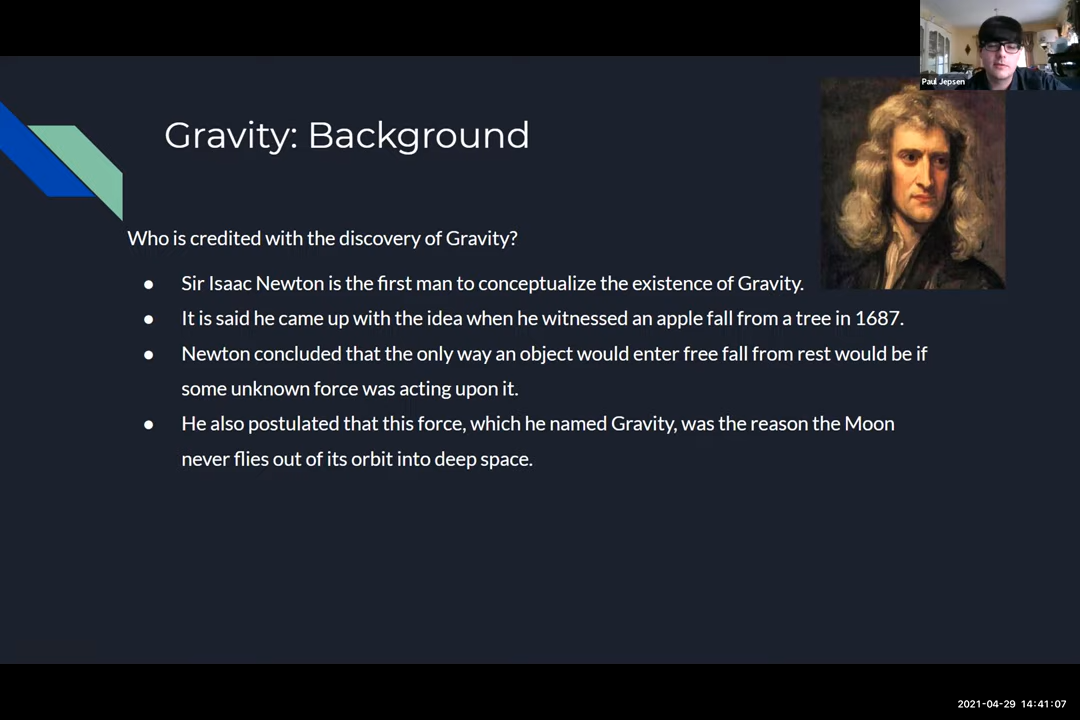 Paul Jepsen
Gravity: Background
Who is credited with the discovery of Gravity?
● Sir Isaac Newton is the first man to conceptualize the existence of Gravity.
● It is said he came up with the idea when he witnessed an apple fall from a tree in 1687.
● Newton concluded that the only way an object would enter free fall from rest would be if
some unknown force was acting upon it.
● He also postulated that this force, which he named Gravity, was the reason the Moon
never flies out of its orbit into deep space.
2021-04-29 14:41:07